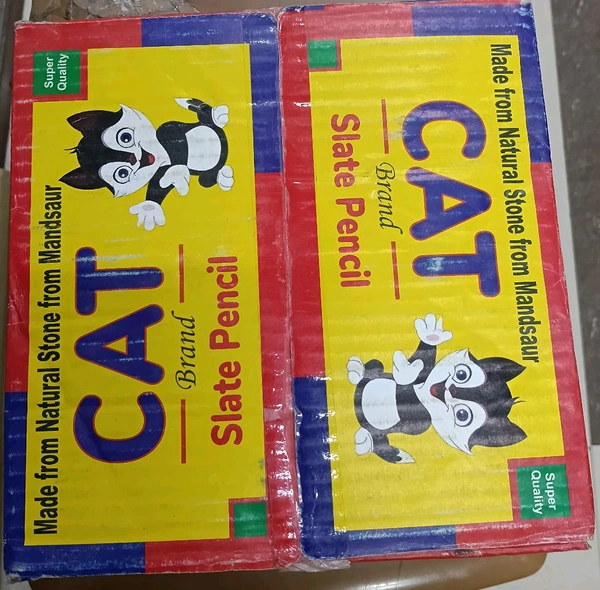 Super
Quality
Made from Natural Stone from Mandsaur
CAT
Brand
Slate Pencil
Made from Natural Stone from Mandsaur
CAT
Brand
Slate Pencil
Super
Quality